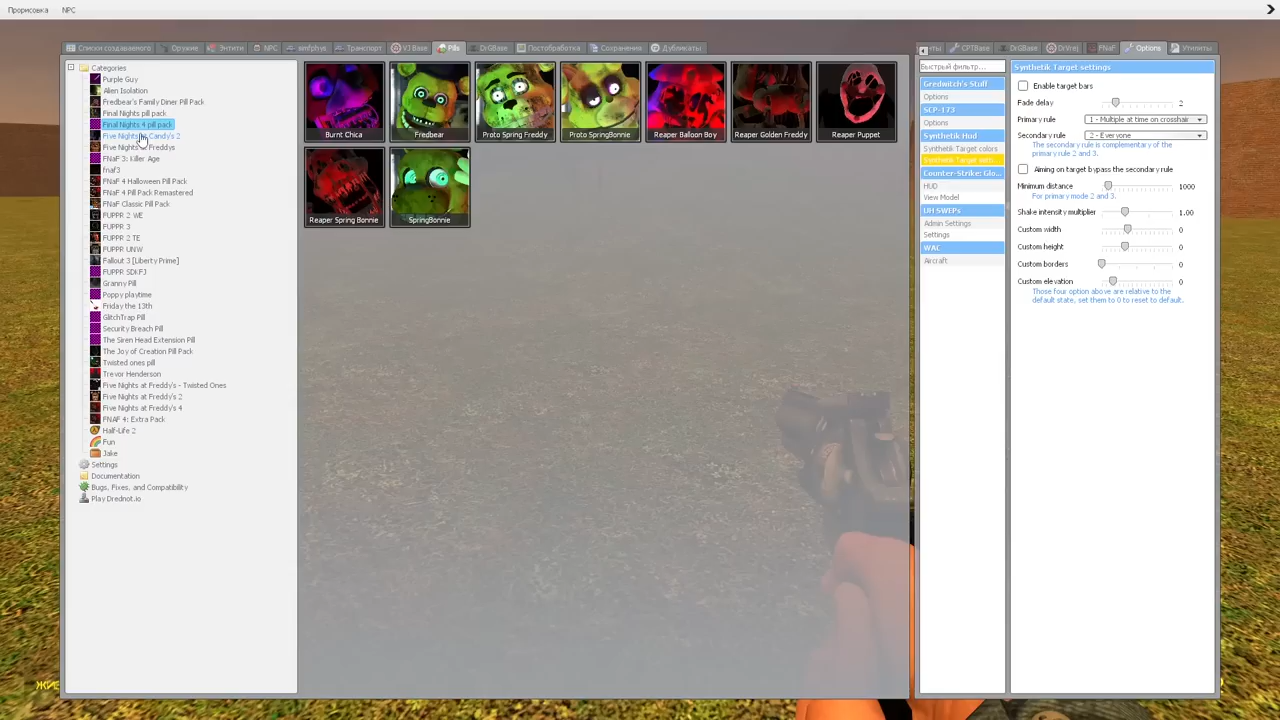 Прорисовка NPC
Списки создаваемого Оружие Энтити NPC simfphys Транспорт VJ Base Pills DrGBase Постобработка Сохранения Дубликаты
CPTBase DrGBase DrVrej FNaF Options Утилиты
Categories
Purple Guy
Alien Isolation
Fredbear's Family Diner Pill Pack
Final Nights pill pack
Final Nights 4 pill pack
Five Nights at Candy's 2
Five Nights at Freddys
FNaF 3: Killer Age
fnaf3
FNAF 4 Halloween Pill Pack
FNAF 4 Pill Pack Remastered
FNAF Classic Pill Pack
FUPPR 2 WE
FUPPR 3
FUPPR 2 TE
FUPPR UNW
Fallout 3 [Liberty Prime]
FUPPR SDI:FJ
Granny Pill
Poppy playtime
Friday the 13th
GlitchTrap Pill
Security Breach Pill
The Siren Head Extension Pill
The Joy of Creation Pill Pack
Twisted ones pill
Trevor Henderson
Five Nights at Freddy's - Twisted Ones
Five Nights at Freddy's 2
Five Nights at Freddy's 4
FNAF 4: Extra Pack
Half-Life 2
Fun
Jake
Settings
Documentation
Bugs, Fixes, and Compatibility
Play Drednot.io
Burnt Chica
Fredbear
Proto Spring Freddy
Proto SpringBonnie
Reaper Balloon Boy
Reaper Golden Freddy
Reaper Puppet
Reaper Spring Bonnie
SpringBonnie
Быстрый фильтр...
Gredwitch's Stuff
Options
SCP-173
Options
Synthetik Hud
Synthetik Target colors
Synthetik Target setti...
Counter-Strike: Glo...
HUD
View Model
UH SWEPs
Admin Settings
Settings
WAC
Aircraft
Synthetik Target settings
Enable target bars
Fade delay 2
Primary rule 1 - Multiple at time on crosshair
Secondary rule 2 - Everyone
The secondary rule is complementary of the
primary rule 2 and 3.
Aiming on target bypass the secondary rule
Minimum distance 1000
For primary mode 2 and 3.
Shake intensity multiplier 1.00
Custom width 0
Custom height 0
Custom borders 0
Custom elevation 0
Those four option above are relative to the
default state, set them to 0 to reset to default.